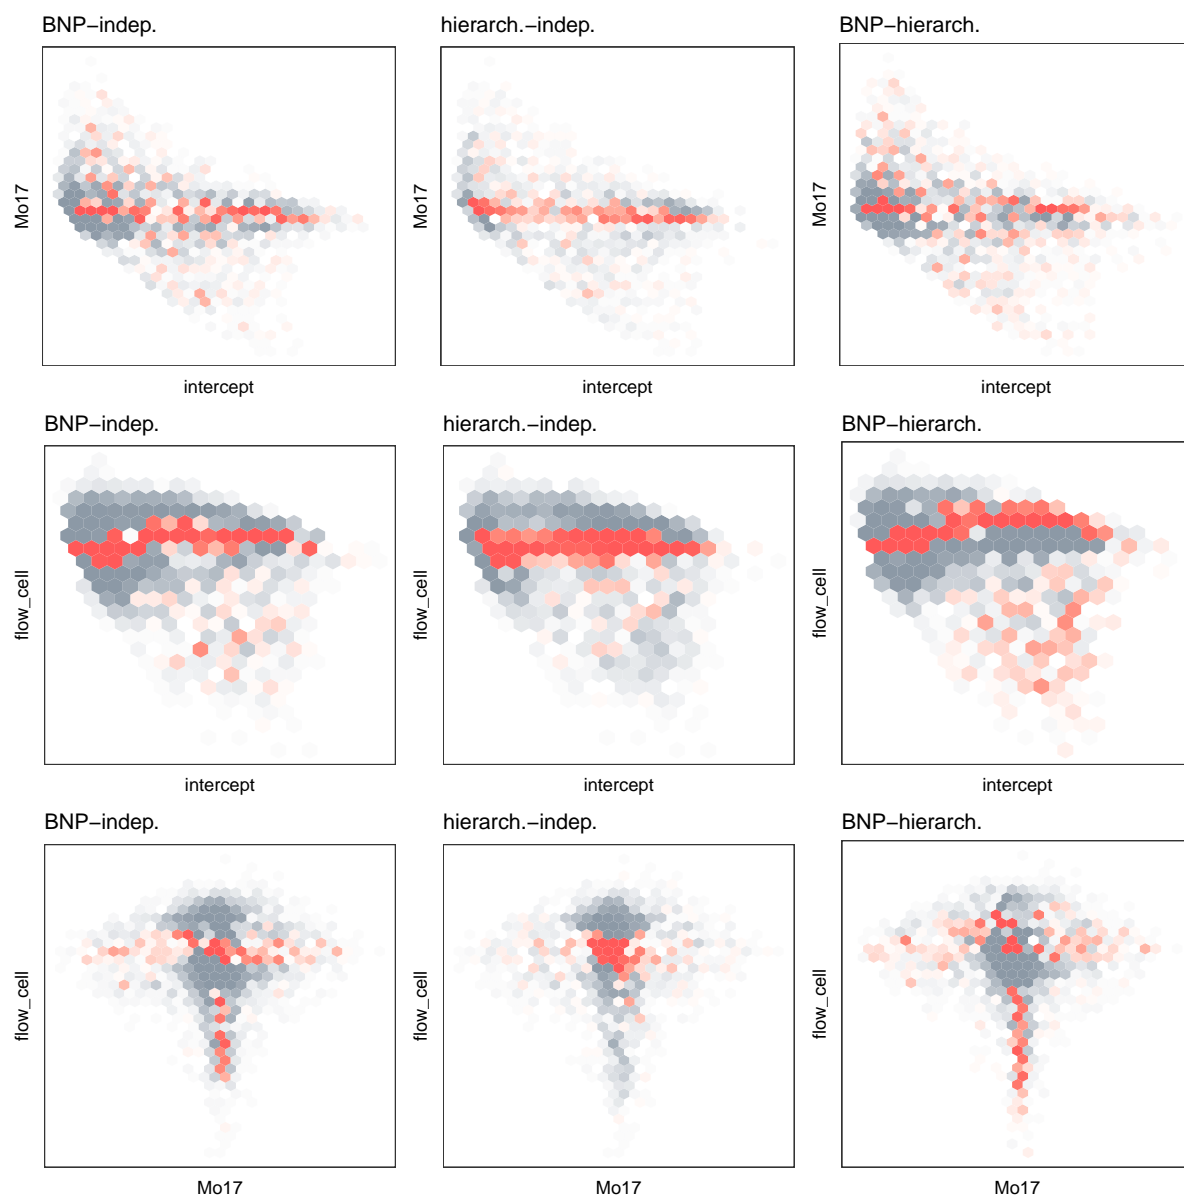 BNP−indep.
hierarch.−indep.
BNP−hierarch.
Mo17
Mo17
Mo17
intercept
intercept
intercept
BNP−indep.
hierarch.−indep.
BNP−hierarch.
flow_cell
flow_cell
flow_cell
intercept
intercept
intercept
BNP−indep.
hierarch.−indep.
BNP−hierarch.
flow_cell
flow_cell
flow_cell
Mo17
Mo17
Mo17